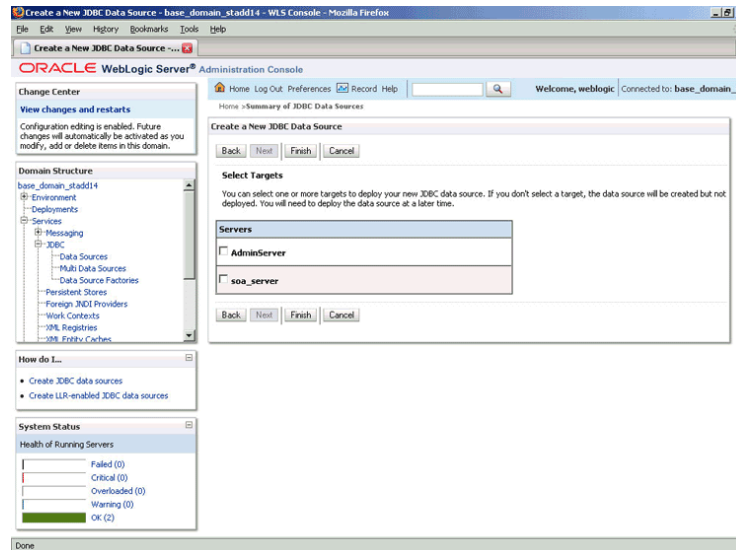 Create a New JDBC Data Source - base_domain_stadd14 - WLS Console - Mozilla Firefox
File Edit View History Bookmarks Tools Help
Create a New JDBC Data Source -...
ORACLE WebLogic Server® Administration Console
Change Center
View changes and restarts
Configuration editing is enabled. Future
changes will automatically be activated as you
modify, add or delete items in this domain.
Domain Structure
base_domain_stadd14
Environment
Deployments
Services
Messaging
JDBC
Data Sources
Multi Data Sources
Data Source Factories
Persistent Stores
Foreign JNDI Providers
Work Contexts
XML Registries
XML Entity Caches
How do I...
Create JDBC data sources
Create LLR-enabled JDBC data sources
System Status
Health of Running Servers
Failed (0)
Critical (0)
Overloaded (0)
Warning (0)
OK (2)
Home Log Out Preferences Record Help
Welcome, weblogic Connected to: base_domain_
Home >Summary of JDBC Data Sources
Create a New JDBC Data Source
Back Next Finish Cancel
Select Targets
You can select one or more targets to deploy your new JDBC data source. If you don't select a target, the data source will be created but not
deployed. You will need to deploy the data source at a later time.
Servers
AdminServer
soa_server
Back Next Finish Cancel
Done